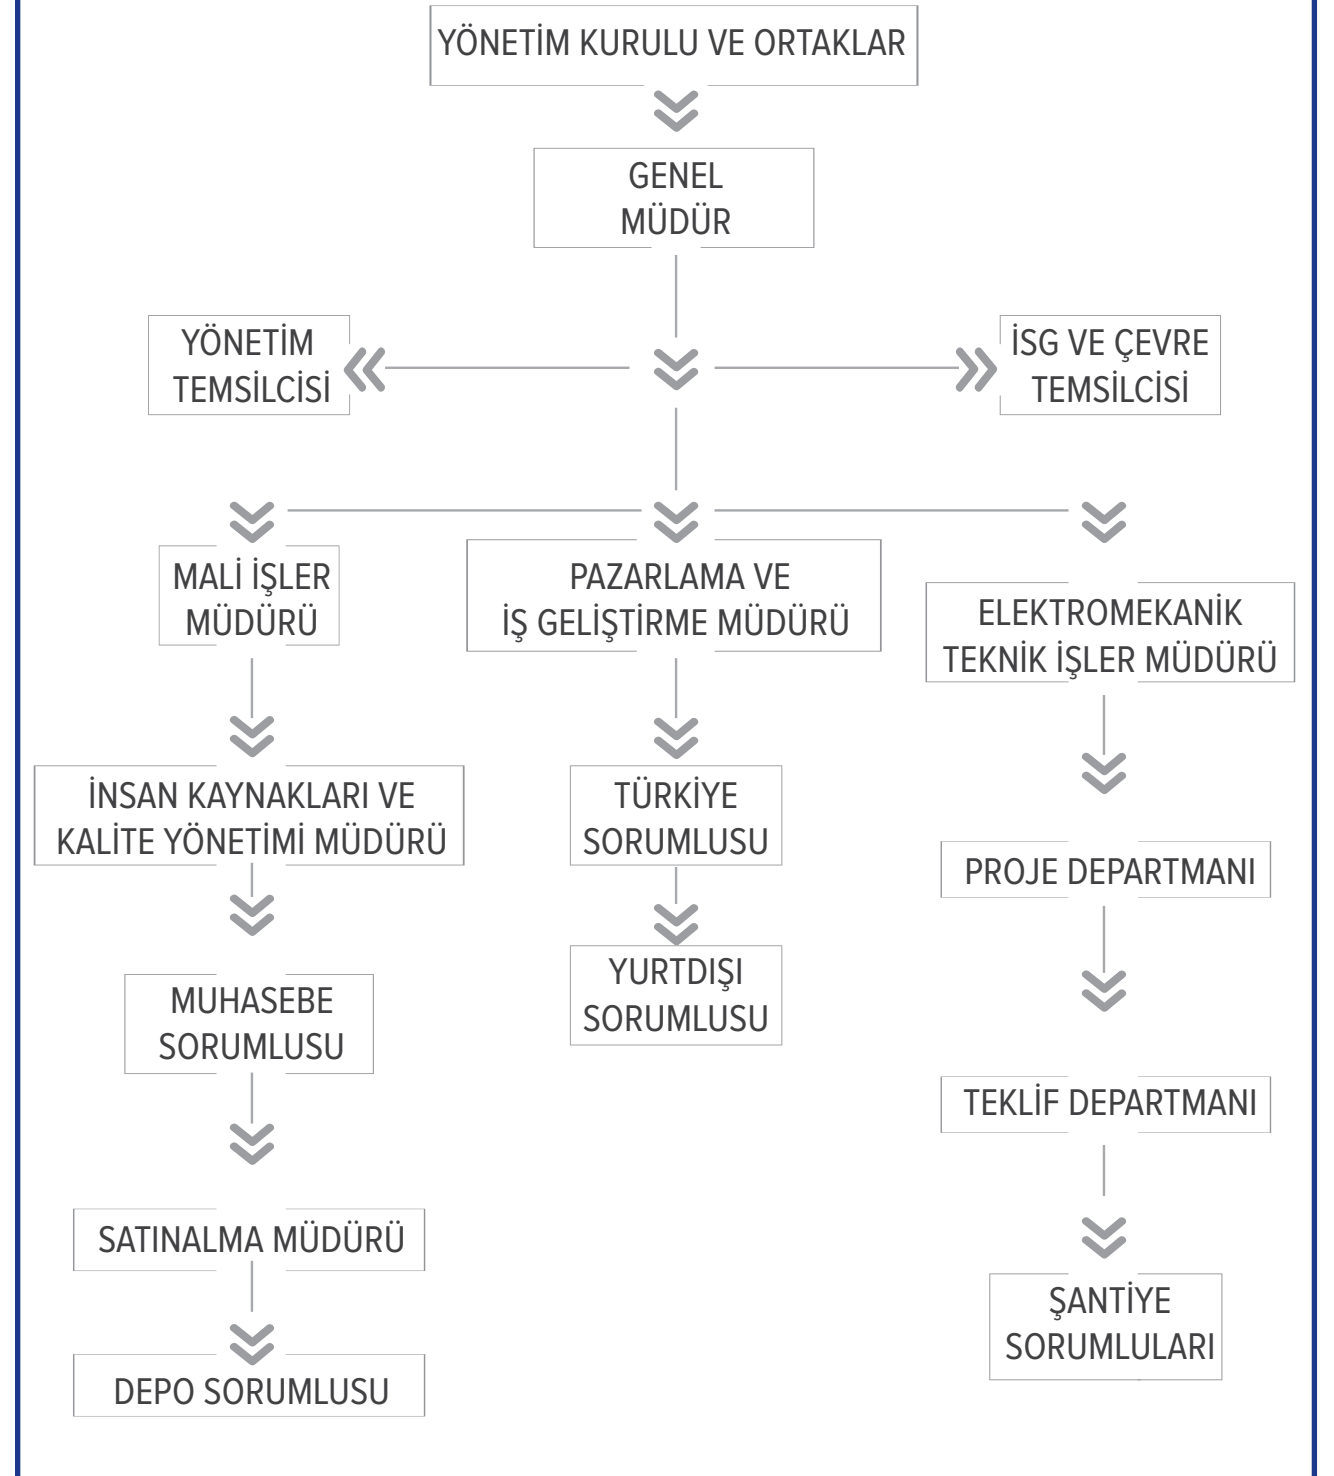 YÖNETİM KURULU VE ORTAKLAR
GENEL
MÜDÜR
YÖNETİM
TEMSİLCİSİ
İSG VE ÇEVRE
TEMSİLCİSİ
MALİ İŞLER
MÜDÜRÜ
PAZARLAMA VE
İŞ GELİŞTİRME MÜDÜRÜ
ELEKTROMEKANİK
TEKNİK İŞLER MÜDÜRÜ
İNSAN KAYNAKLARI VE
KALİTE YÖNETİMİ MÜDÜRÜ
TÜRKİYE
SORUMLUSU
PROJE DEPARTMANI
YURTDIŞI
SORUMLUSU
MUHASEBE
SORUMLUSU
TEKLİF DEPARTMANI
SATINALMA MÜDÜRÜ
ŞANTİYE
SORUMLULARI
DEPO SORUMLUSU